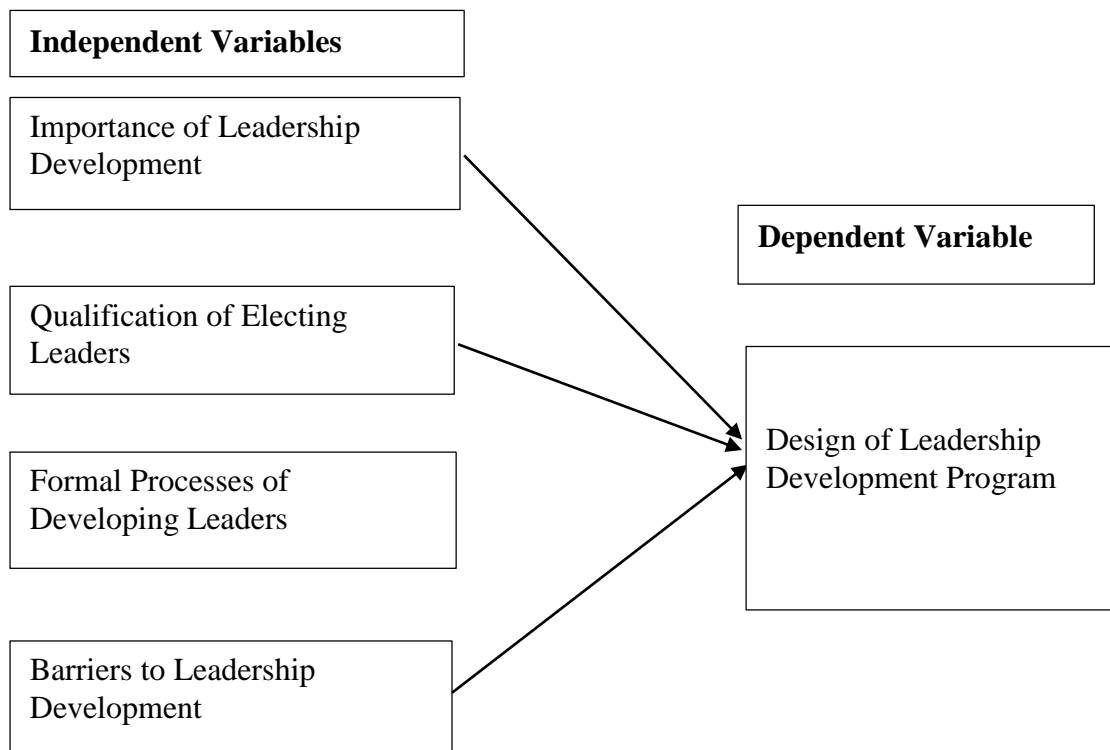 Independent Variables
Importance of Leadership
Development
Qualification of Electing
Leaders
Formal Processes of
Developing Leaders
Barriers to Leadership
Development
Dependent Variable
Design of Leadership
Development Program